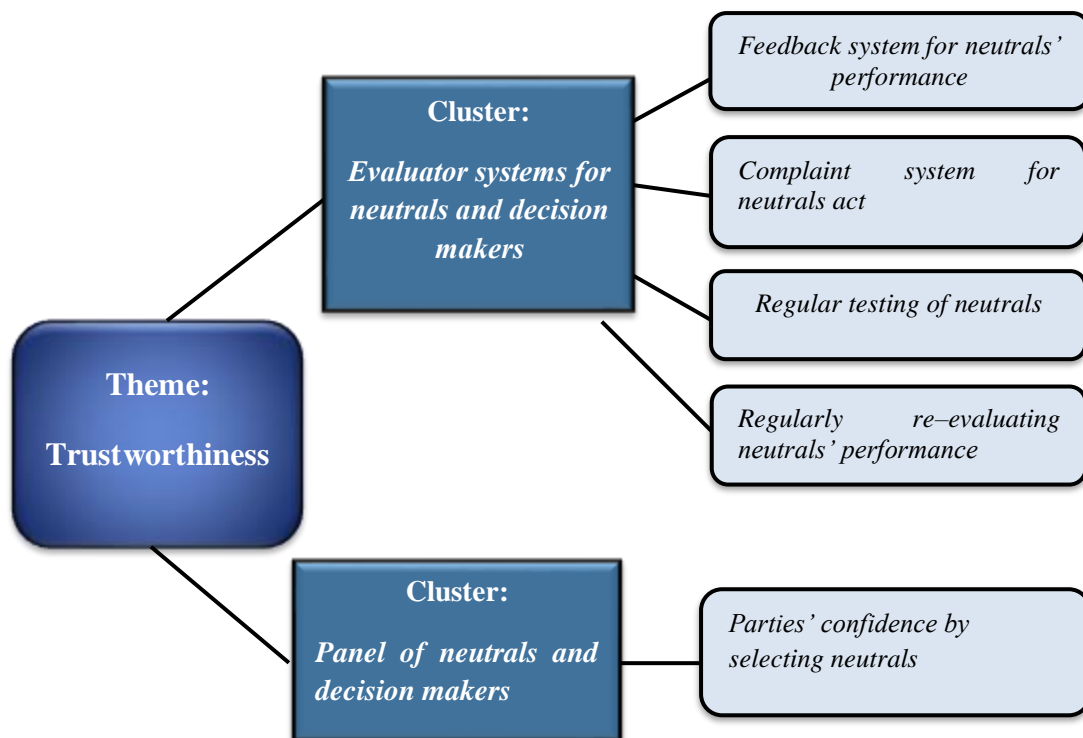 Theme:
Trustworthiness
Cluster:
Evaluator systems for
neutrals and decision
makers
Feedback system for neutrals’
performance
Complaint system for
neutrals act
Regular testing of neutrals
Regularly re–evaluating
neutrals’ performance
Cluster:
Panel of neutrals and
decision makers
Parties’ confidence by
selecting neutrals